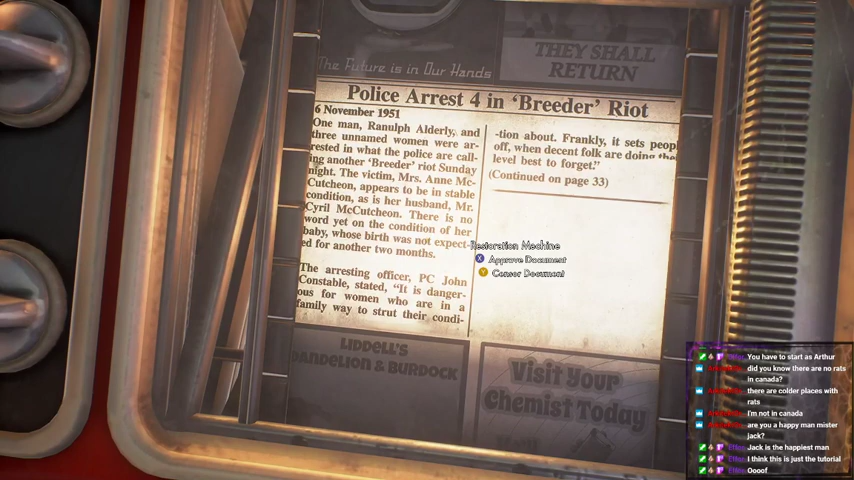 The Future is in Our Hands
THEY SHALL
RETURN
Police Arrest 4 in 'Breeder' Riot
6 November 1951
One man, Ranulph Alderly, and
three unnamed women were ar-
rested in what the police are call-
ing another 'Breeder' riot Sunday
night. The victim, Mrs. Anne Mc-
Cutcheon, appears to be in stable
condition, as is her husband, Mr.
Cyril McCutcheon. There is no
word yet on the condition of her
baby, whose birth was not expect-
ed for another two months.
The arresting officer, PC John
Constable, stated, "It is danger-
ous for women who are in a
family way to strut their condi-
-tion about. Frankly, it sets peopl
off, when decent folk are doing thei
level best to forget."
(Continued on page 33)
Restoration Machine
X Approve Document
Y Censor Document
LIDDELL'S
DANDELION & BURDOCK
Visit Your
Chemist Today
You have to start as Arthur
did you know there are no rats
in canada?
there are colder places with
rats
I'm not in canada
are you a happy man mister
jack?
Jack is the happiest man
I think this is just the tutorial
Oooof